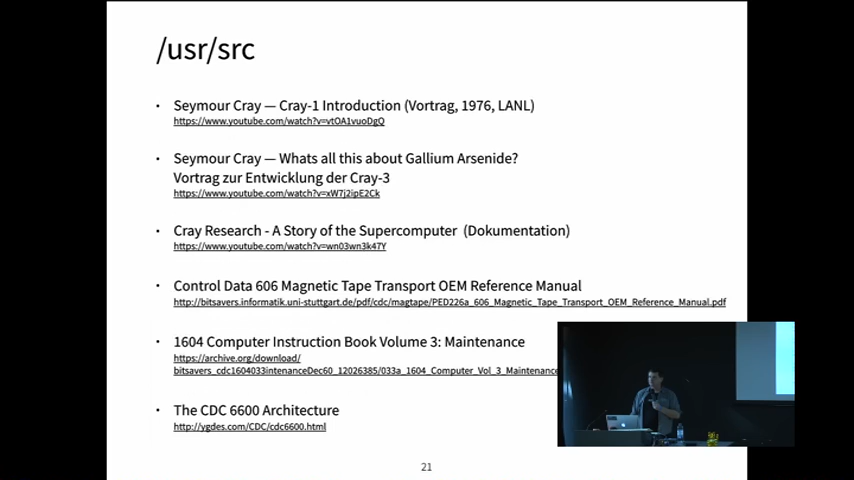 /usr/src
• Seymour Cray — Cray-1 Introduction (Vortrag, 1976, LANL)
https://www.youtube.com/watch?v=vtOA1vuoDgQ
• Seymour Cray — Whats all this about Gallium Arsenide?
Vortrag zur Entwicklung der Cray-3
https://www.youtube.com/watch?v=xW7j2ipE2Ck
• Cray Research - A Story of the Supercomputer (Dokumentation)
https://www.youtube.com/watch?v=wn03wn3k47Y
• Control Data 606 Magnetic Tape Transport OEM Reference Manual
http://bitsavers.informatik.uni-stuttgart.de/pdf/cdc/magtape/PED226a_606_Magnetic_Tape_Transport_OEM_Reference_Manual.pdf
• 1604 Computer Instruction Book Volume 3: Maintenance
https://archive.org/download/
bitsavers_cdc1604033intenanceDec60_12026385/033a_1604_Computer_Vol_3_Maintenance
• The CDC 6600 Architecture
http://ygdes.com/CDC/cdc6600.html
21